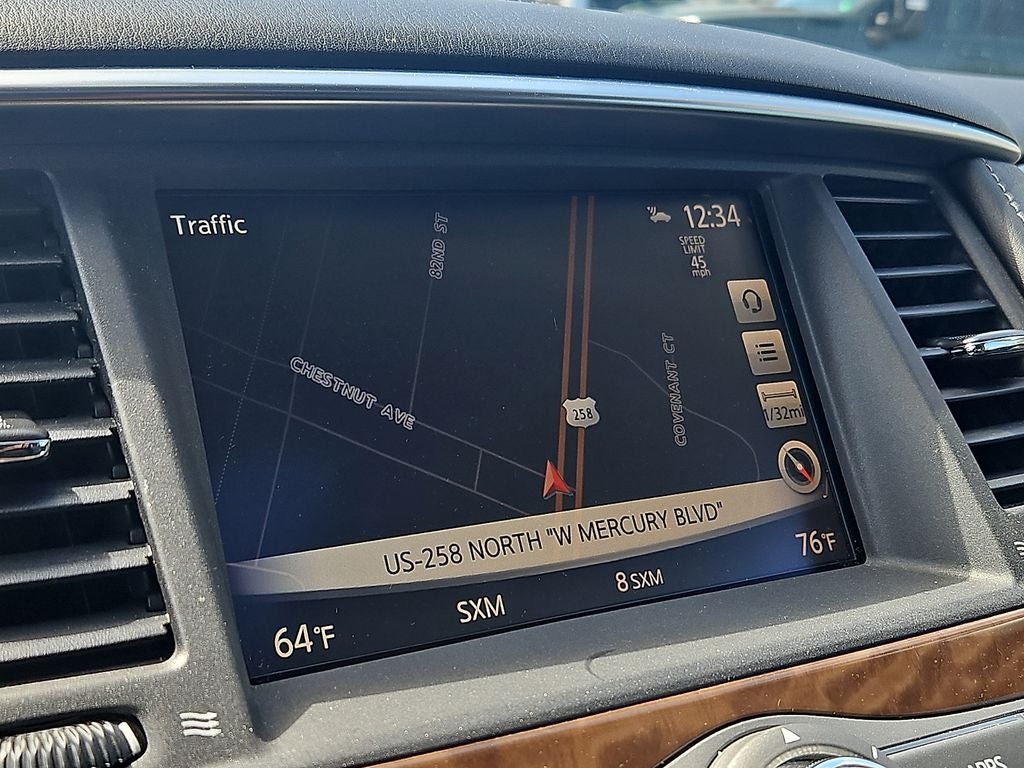 Traffic
12:34
SPEED
LIMIT
45
mph
82ND ST
CHESTNUT AVE
COVENANT CT
258
1/32mi
US-258 NORTH "W MERCURY BLVD"
64°F
SXM
8 SXM
76°F
APPS